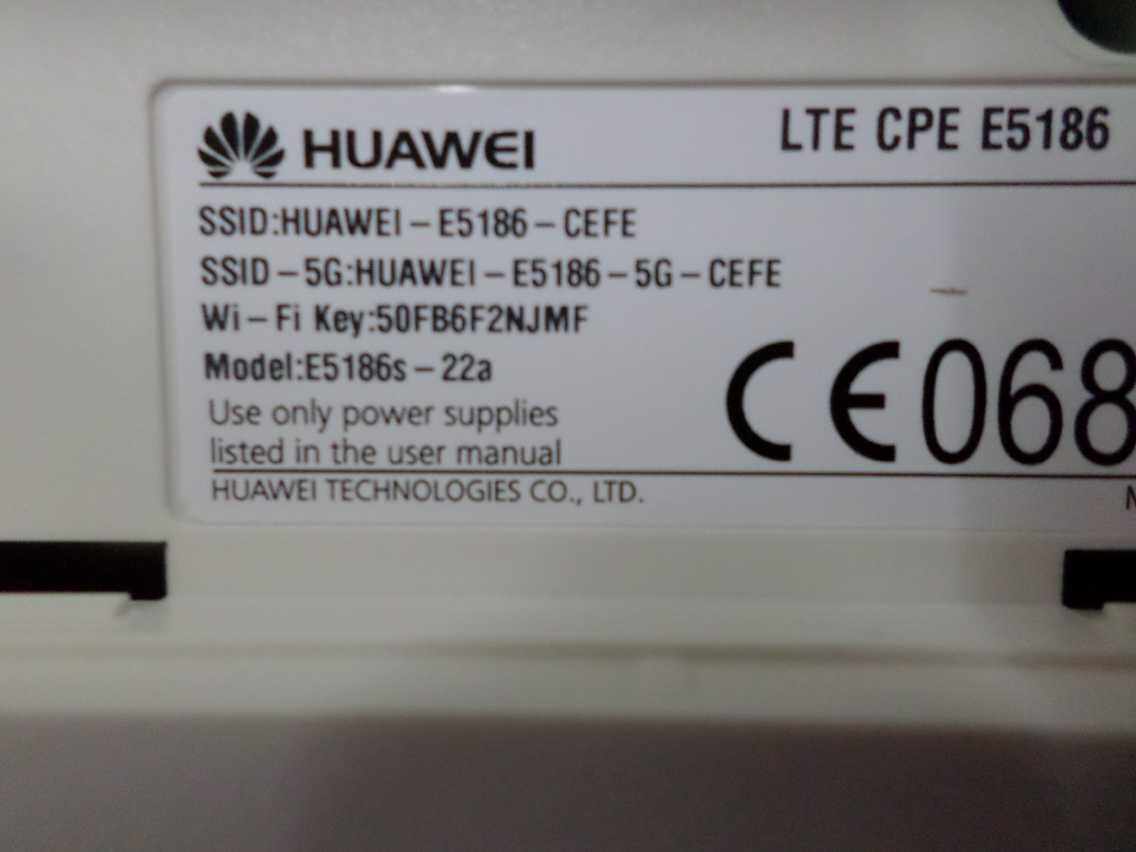 HUAWEI LTE CPE E5186
SSID:HUAWEI-E5186-CEFE
SSID-5G:HUAWEI-E5186-5G-CEFE
Wi-Fi Key:50FB6F2NJMF
Model:E5186s-22a
Use only power supplies
listed in the user manual
CE068
HUAWEI TECHNOLOGIES CO., LTD.